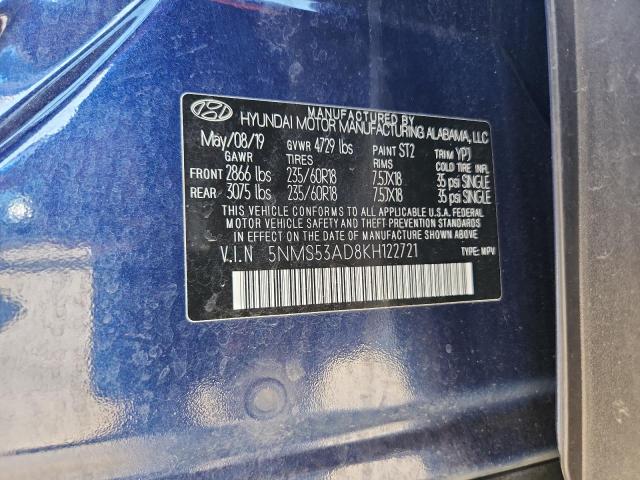 MANUFACTURED BY
HYUNDAI MOTOR MANUFACTURING ALABAMA, LLC
May/08/19 GVWR 4729 lbs PAINT ST2 TRIM YPJ
GAWR TIRES RIMS COLD TIRE INFL
FRONT 2866 lbs 235/60R18 7.5JX18 35 psi SINGLE
REAR 3075 lbs 235/60R18 7.5JX18 35 psi SINGLE
THIS VEHICLE CONFORMS TO ALL APPLICABLE U.S.A. FEDERAL
MOTOR VEHICLE SAFETY AND THEFT PREVENTION STANDARDS IN
EFFECT ON THE DATE OF MANUFACTURE SHOWN ABOVE.
V.I.N 5NMS53AD8KH122721 TYPE: MPV